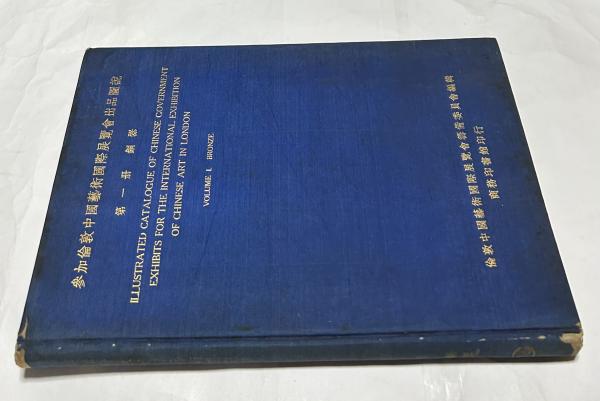 參加倫敦中國藝術國際展覽會出品圖說
第一冊 銅器
ILLUSTRATED CATALOGUE OF CHINESE GOVERNMENT
EXHIBITS FOR THE INTERNATIONAL EXHIBITION
OF CHINESE ART IN LONDON
VOLUME I. BRONZE
倫敦中國藝術國際展覽會籌備委員會編輯
商務印書館印行